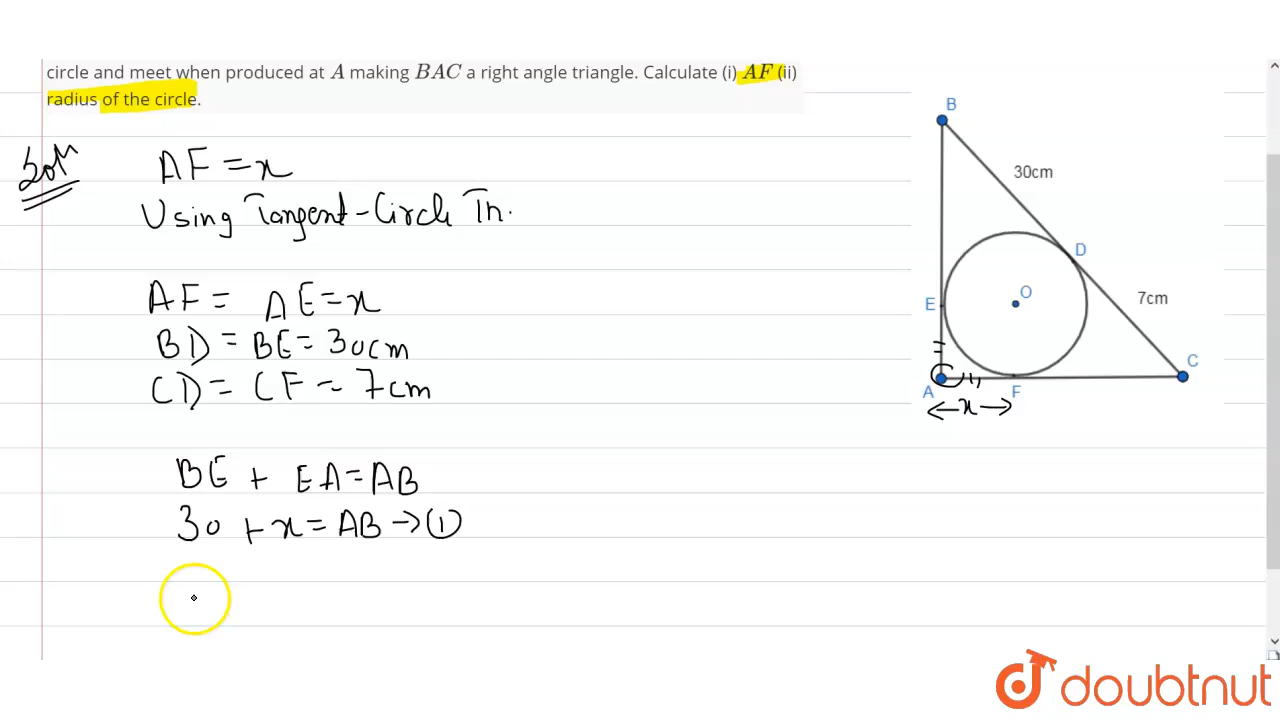 circle and meet when produced at A making BAC a right angle triangle. Calculate (i) AF (ii)
radius of the circle.
Solⁿ
AF = x
Using Tangent-Circle Th.
AF = AE = x
BD = BE = 30cm
CD = CF = 7cm
BE + EA = AB
30 + x = AB → ①
B
30cm
D
O
7cm
E
C
A
F
x
doubtnut